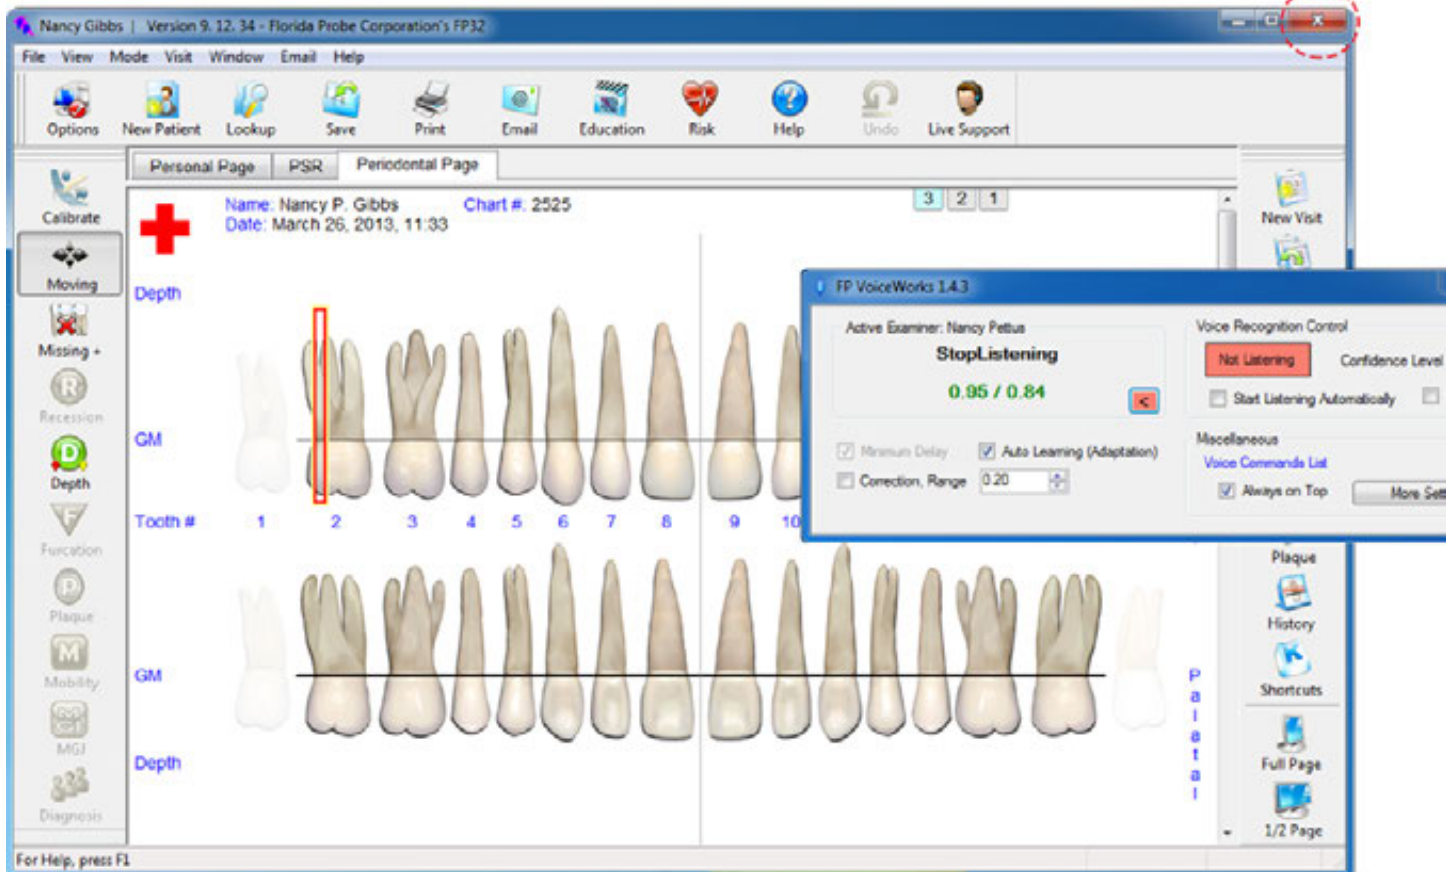 Nancy Gibbs | Version 9. 12. 34 - Florida Probe Corporation's FP32
File View Mode Visit Window Email Help
Options New Patient Lookup Save Print Email Education Risk Help Undo Live Support
Personal Page PSR Periodontal Page
Calibrate
Moving
Missing +
R
Recession
D
Depth
F
Furcation
P
Plaque
M
Mobility
MGJ
Diagnosis
Name: Nancy P. Gibbs Chart #: 2525
Date: March 26, 2013, 11:33
3 2 1
Depth
GM
Tooth # 1 2 3 4 5 6 7 8 9 10
GM
Depth
Palatal
FP VoiceWorks 1.4.3
Active Examiner: Nancy Pettus
StopListening
0.95 / 0.84
<
Minimum Delay Auto Learning (Adaptation)
Correction, Range 0.20
Voice Recognition Control
Not Listening Confidence Level
Start Listening Automatically
Miscellaneous
Voice Commands List
Always on Top More Sett
New Visit
Plaque
History
Shortcuts
Full Page
1/2 Page
For Help, press F1